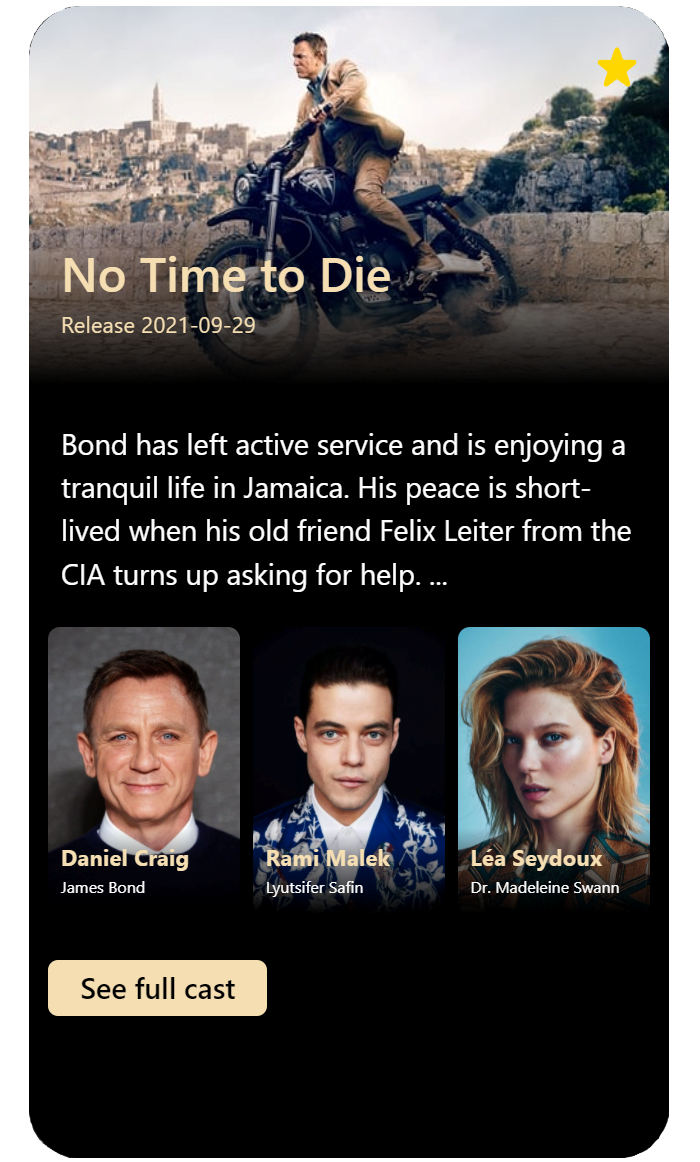 No Time to Die
Release 2021-09-29
Bond has left active service and is enjoying a
tranquil life in Jamaica. His peace is short-
lived when his old friend Felix Leiter from the
CIA turns up asking for help. ...
Daniel Craig
James Bond
Rami Malek
Lyutsifer Safin
Léa Seydoux
Dr. Madeleine Swann
See full cast